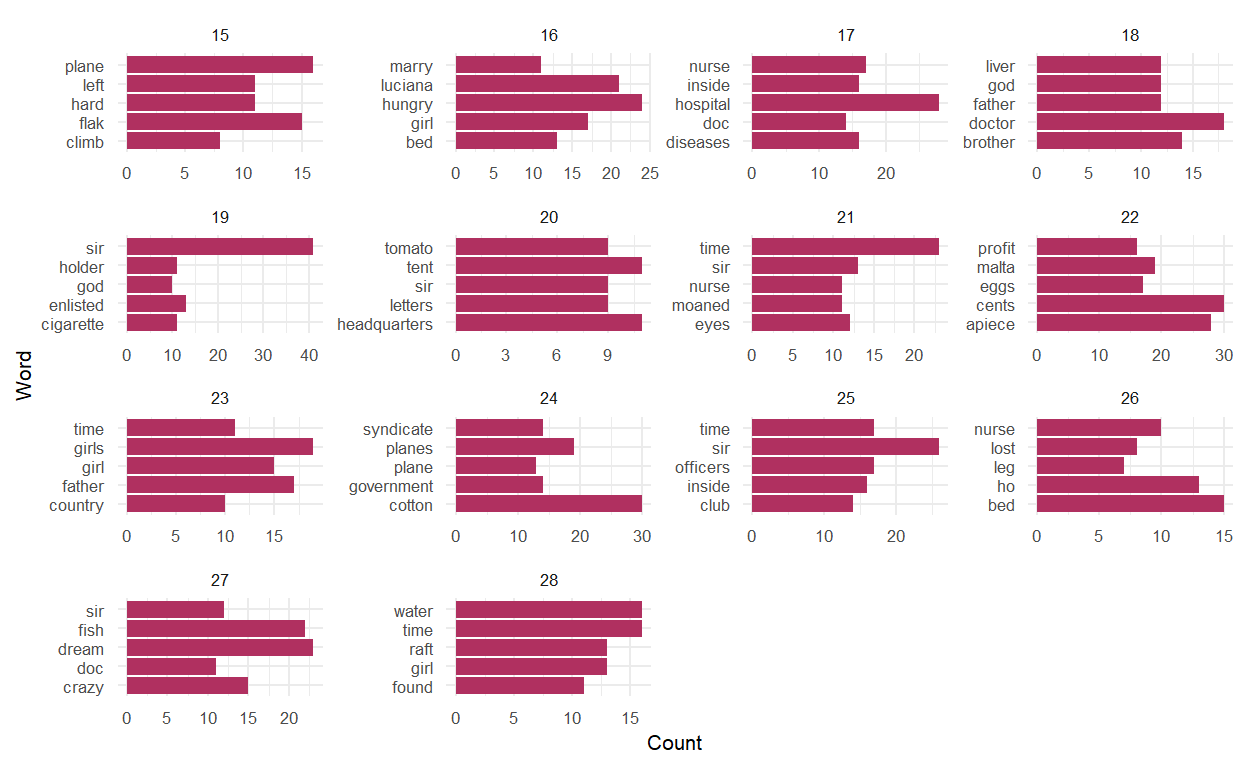 15
plane
left
hard
flak
climb
0 5 10 15
16
marry
luciana
hungry
girl
bed
0 5 10 15 20 25
17
nurse
inside
hospital
doc
diseases
0 10 20
18
liver
god
father
doctor
brother
0 5 10 15
19
sir
holder
god
enlisted
cigarette
0 10 20 30 40
20
tomato
tent
sir
letters
headquarters
0 3 6 9
21
time
sir
nurse
moaned
eyes
0 5 10 15 20
22
profit
malta
eggs
cents
apiece
0 10 20 30
23
time
girls
girl
father
country
0 5 10 15
24
syndicate
planes
plane
government
cotton
0 10 20 30
25
time
sir
officers
inside
club
0 10 20
26
nurse
lost
leg
ho
bed
0 5 10 15
27
sir
fish
dream
doc
crazy
0 5 10 15 20
28
water
time
raft
girl
found
0 5 10 15
Word
Count